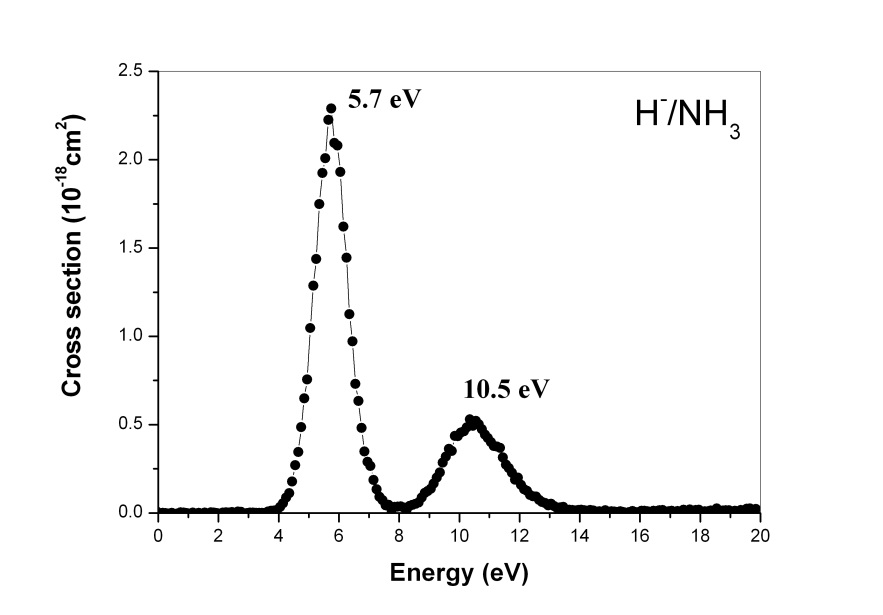 2.5
5.7 eV
H⁻/NH₃
2.0
1.5
Cross section (10⁻¹⁸cm²)
1.0
10.5 eV
0.5
0.0
0 2 4 6 8 10 12 14 16 18 20
Energy (eV)